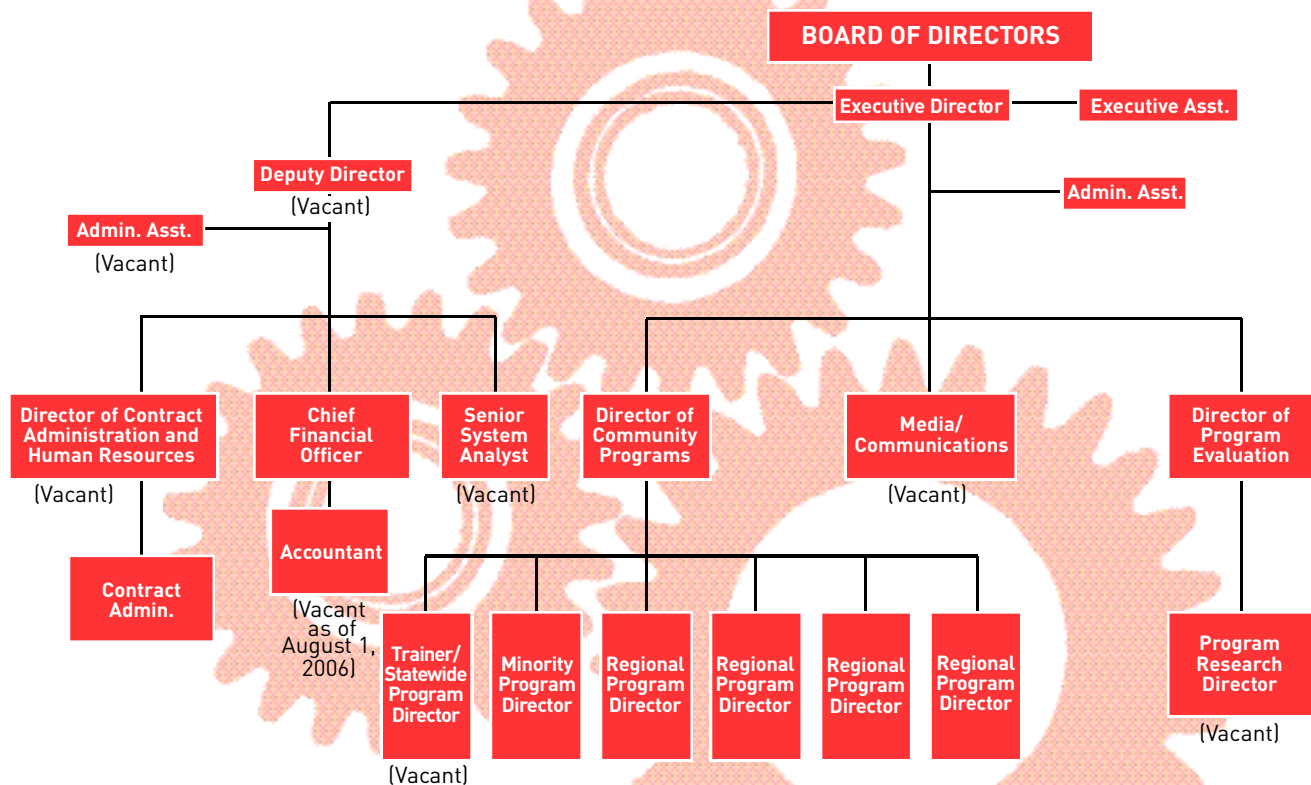 BOARD OF DIRECTORS
Executive Director
Executive Asst.
Deputy Director
(Vacant)
Admin. Asst.
Admin. Asst.
(Vacant)
Director of Contract
Administration and
Human Resources
(Vacant)
Chief
Financial
Officer
Senior
System
Analyst
(Vacant)
Director of
Community
Programs
Media/
Communications
(Vacant)
Director of
Program
Evaluation
Contract
Admin.
Accountant
(Vacant
as of
August 1,
2006)
Trainer/
Statewide
Program
Director
(Vacant)
Minority
Program
Director
Regional
Program
Director
Regional
Program
Director
Regional
Program
Director
Regional
Program
Director
Program
Research
Director
(Vacant)